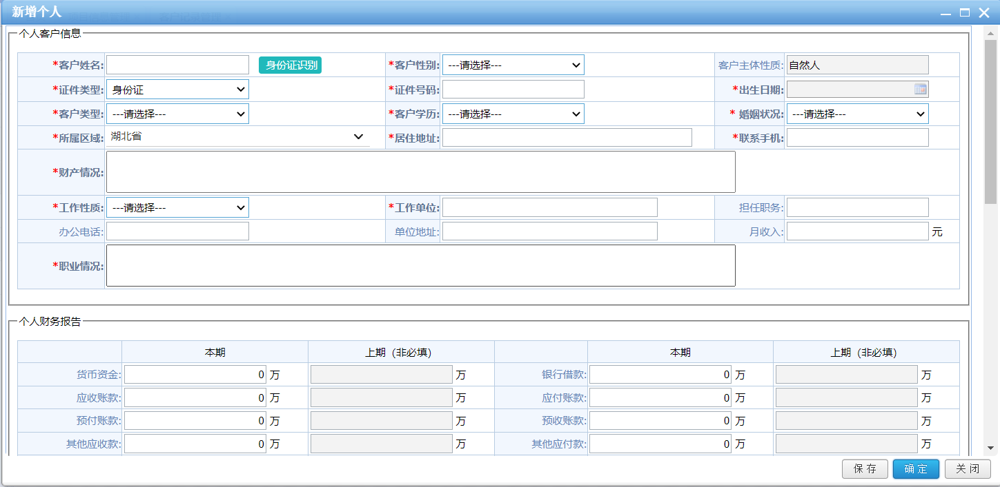 新增个人
个人客户信息
*客户姓名: 身份证识别 *客户性别: ---请选择--- 客户主体性质: 自然人
*证件类型: 身份证 *证件号码: *出生日期:
*客户类型: ---请选择--- *客户学历: ---请选择--- * 婚姻状况: ---请选择---
*所属区域: 湖北省 *居住地址: *联系手机:
*财产情况:
*工作性质: ---请选择--- *工作单位: 担任职务:
办公电话: 单位地址: 月收入: 元
*职业情况:
个人财务报告
本期 上期（非必填） 本期 上期（非必填）
货币资金: 0 万 万 银行借款: 0 万 万
应收账款: 0 万 万 应付账款: 0 万 万
预付账款: 0 万 万 预收账款: 0 万 万
其他应收款: 0 万 万 其他应付款: 0 万 万
保 存 确 定 关 闭